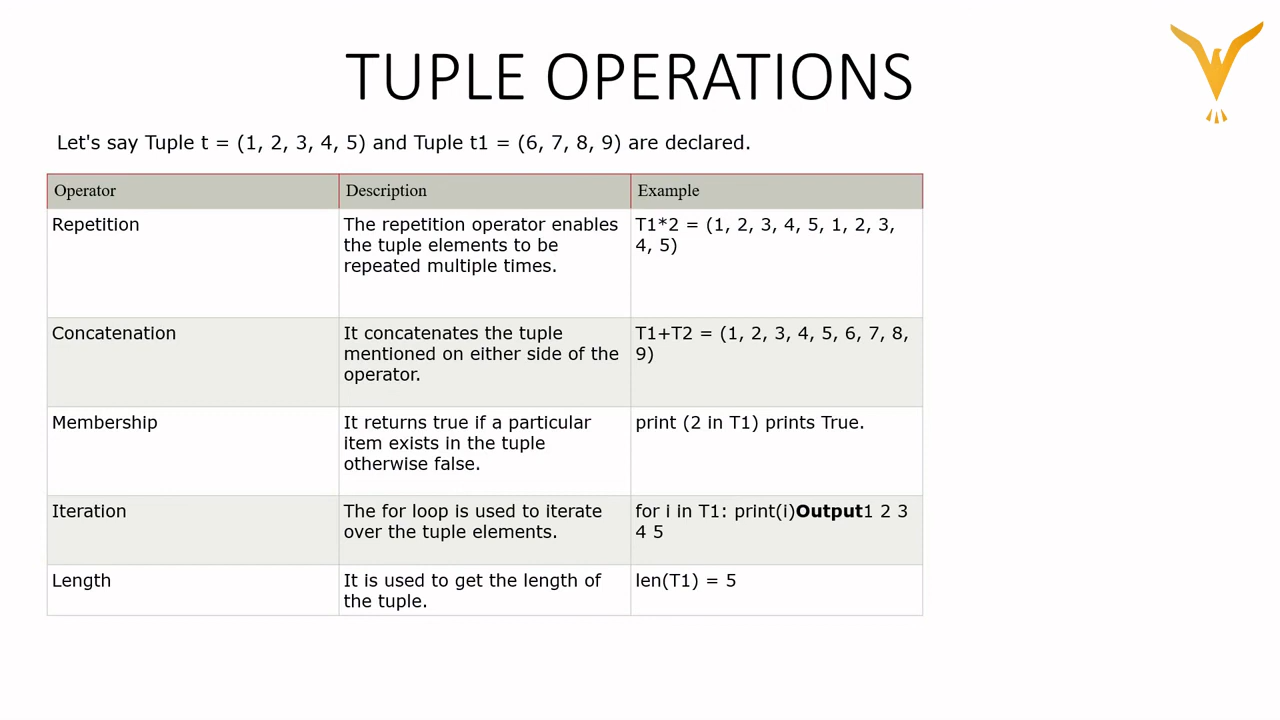 TUPLE OPERATIONS
Let's say Tuple t = (1, 2, 3, 4, 5) and Tuple t1 = (6, 7, 8, 9) are declared.
Operator
Description
Example
Repetition
The repetition operator enables
the tuple elements to be
repeated multiple times.
T1*2 = (1, 2, 3, 4, 5, 1, 2, 3,
4, 5)
Concatenation
It concatenates the tuple
mentioned on either side of the
operator.
T1+T2 = (1, 2, 3, 4, 5, 6, 7, 8,
9)
Membership
It returns true if a particular
item exists in the tuple
otherwise false.
print (2 in T1) prints True.
Iteration
The for loop is used to iterate
over the tuple elements.
for i in T1: print(i)Output1 2 3
4 5
Length
It is used to get the length of
the tuple.
len(T1) = 5